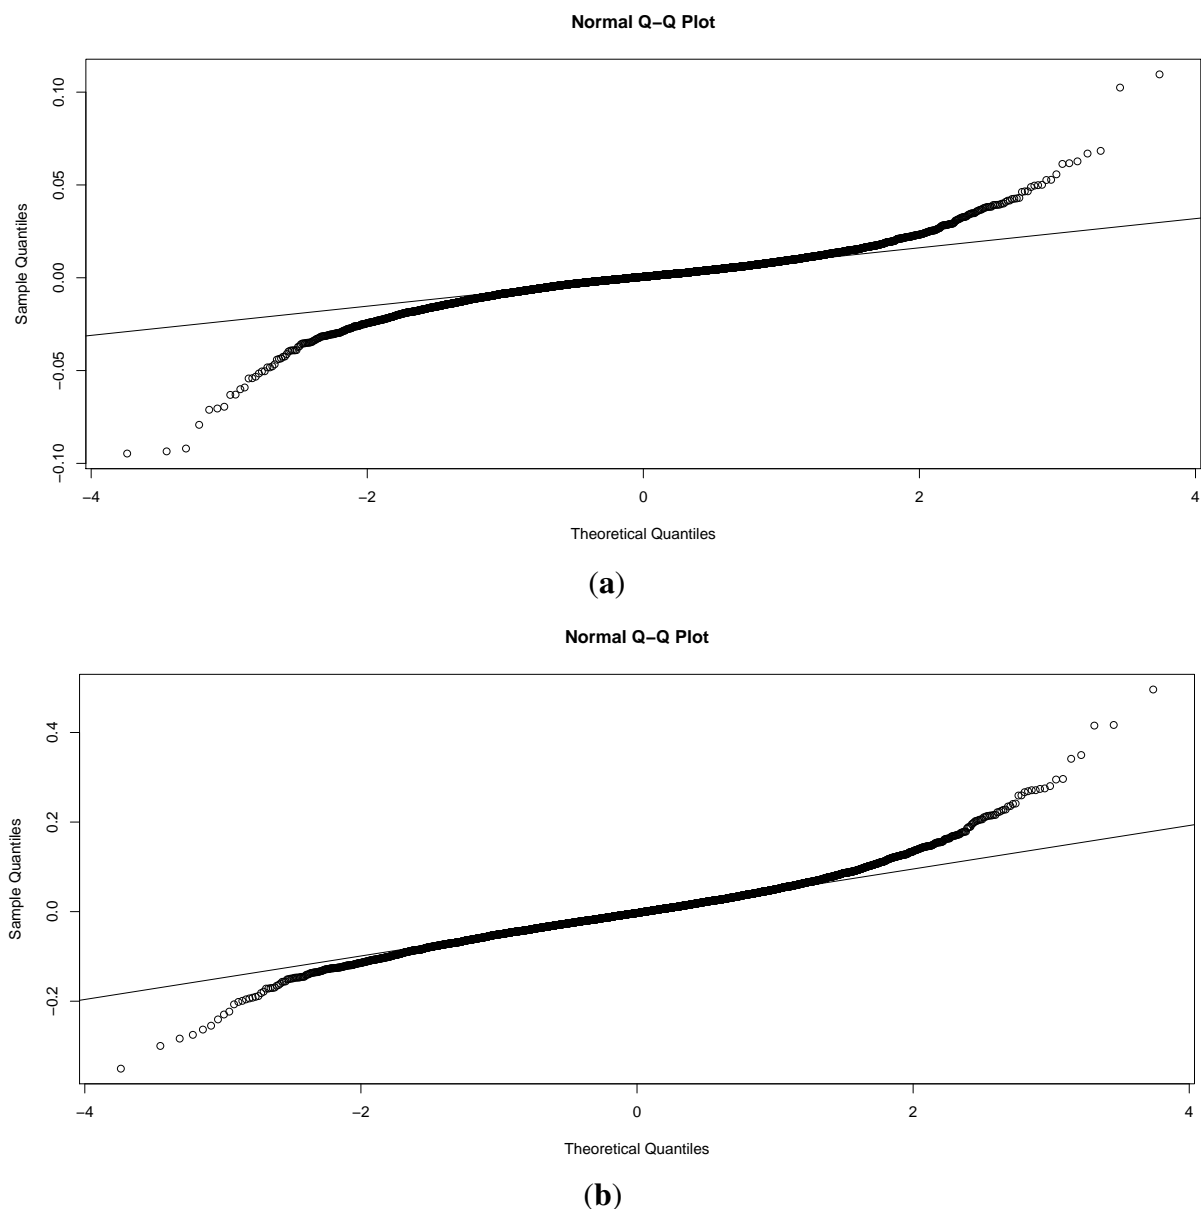 Normal Q−Q Plot
0.10
0.05
0.00
−0.05
−0.10
Sample Quantiles
−4 −2 0 2 4
Theoretical Quantiles
(a)
Normal Q−Q Plot
0.4
0.2
0.0
−0.2
Sample Quantiles
−4 −2 0 2 4
Theoretical Quantiles
(b)